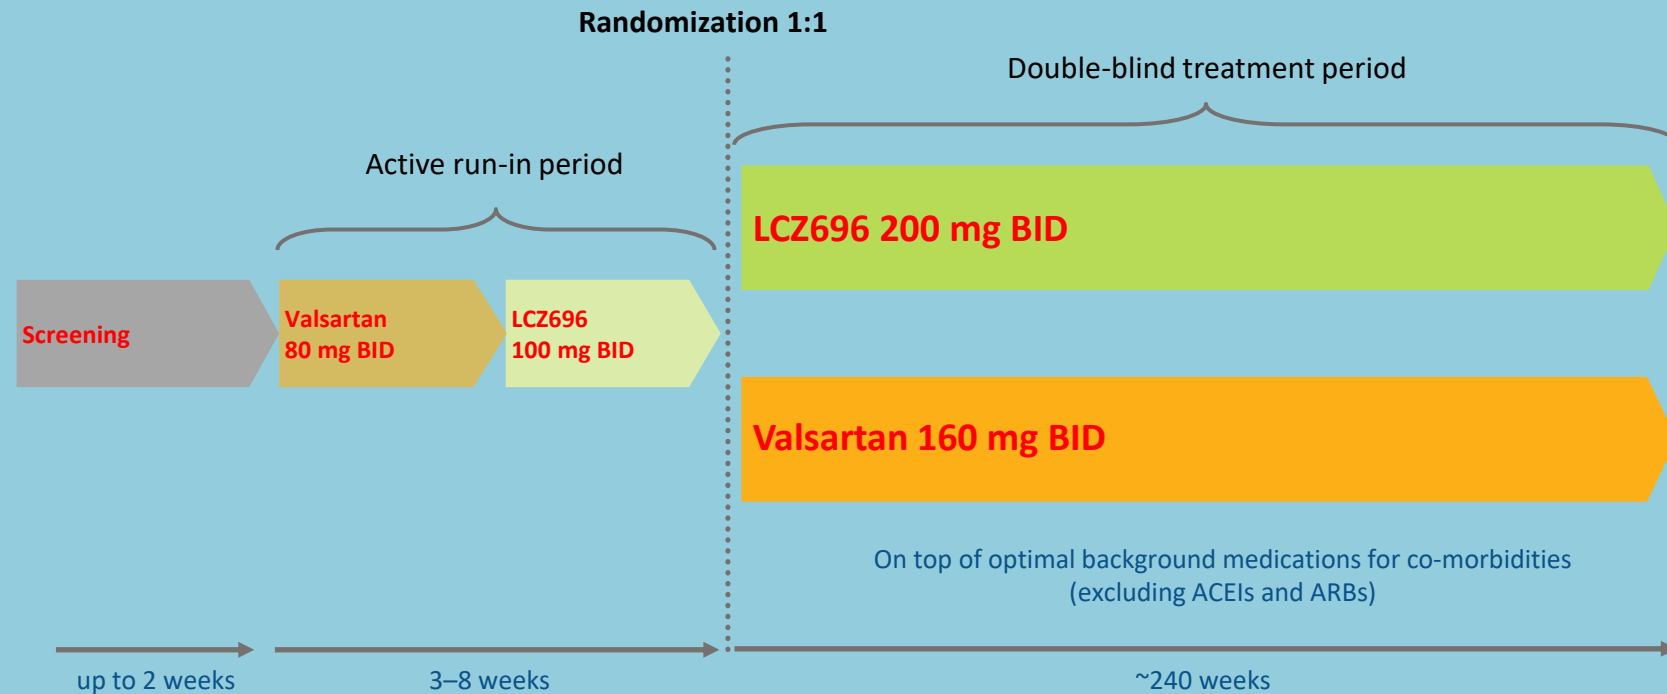 Randomization 1:1
Double-blind treatment period
Active run-in period
LCZ696 200 mg BID
Screening
Valsartan
80 mg BID
LCZ696
100 mg BID
Valsartan 160 mg BID
On top of optimal background medications for co-morbidities
(excluding ACEIs and ARBs)
up to 2 weeks
3–8 weeks
~240 weeks